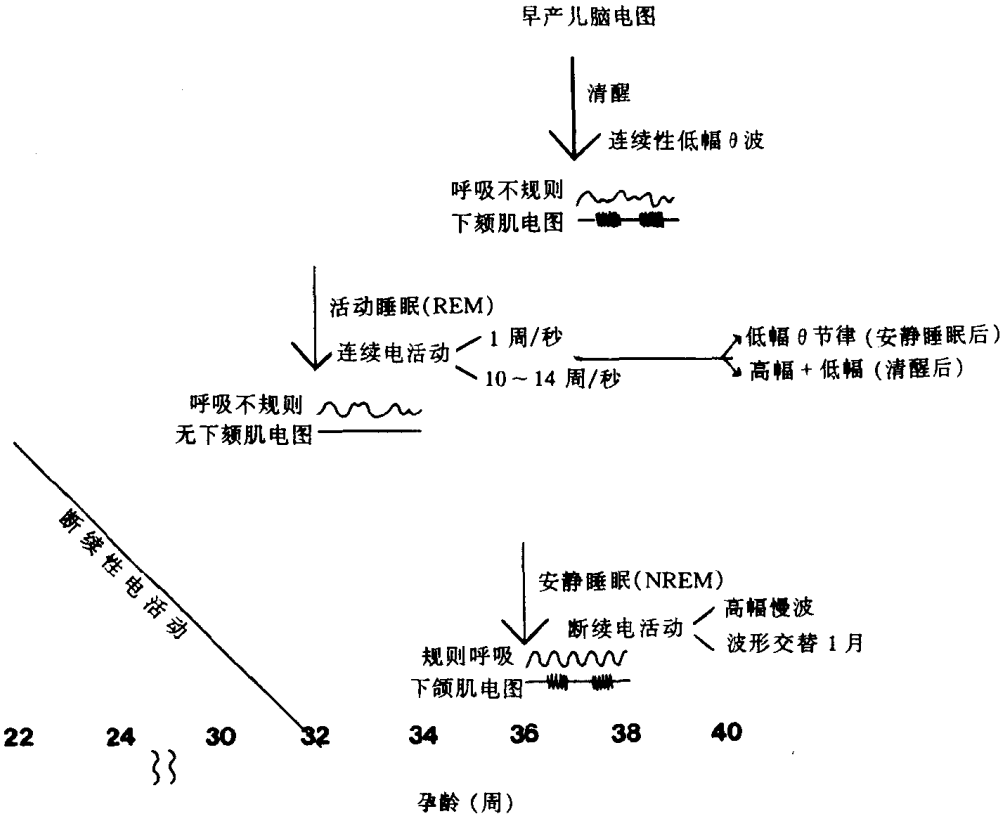 早产儿脑电图
清醒
连续性低幅 θ 波
呼吸不规则
下颏肌电图
活动睡眠(REM)
连续电活动
1 周/秒
10～14 周/秒
低幅 θ 节律 (安静睡眠后)
高幅 + 低幅 (清醒后)
呼吸不规则
无下颏肌电图
断续性电活动
安静睡眠(NREM)
断续电活动
高幅慢波
波形交替 1 月
规则呼吸
下颌肌电图
22 24 30 32 34 36 38 40
孕龄 (周)